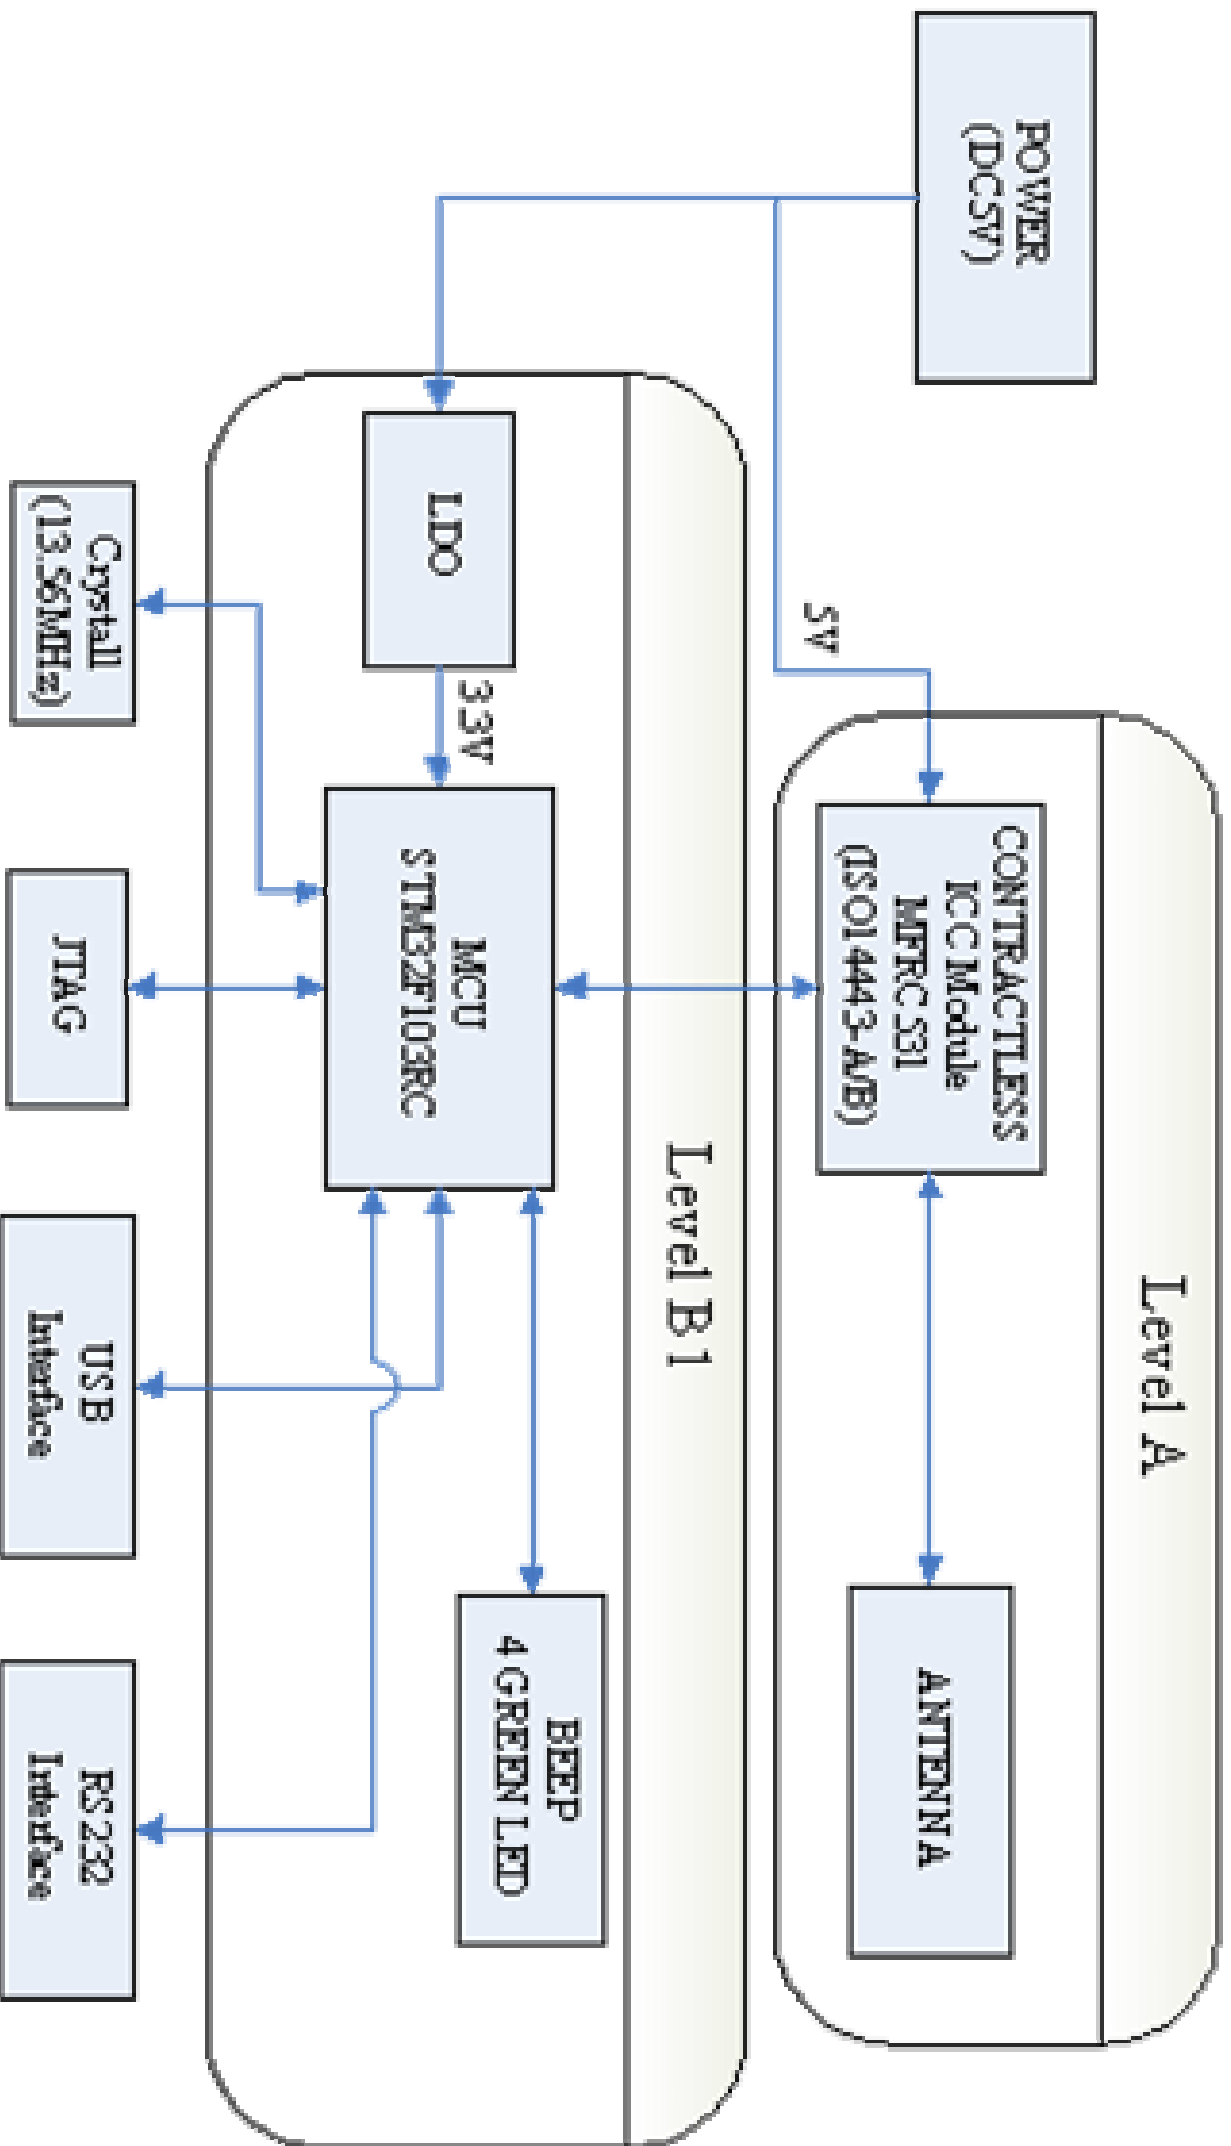 Level A
POWER
(DC5V)
CONTRACTLESS
ICC Module
MFRC531
(ISO14443-A/B)
ANTENNA
5V
Level B1
BEEP
4 GREEN LED
LDO
3.3V
MCU
STM32F103RC
Crystall
(13.56MHz)
JTAG
USB
Interface
RS232
Interface